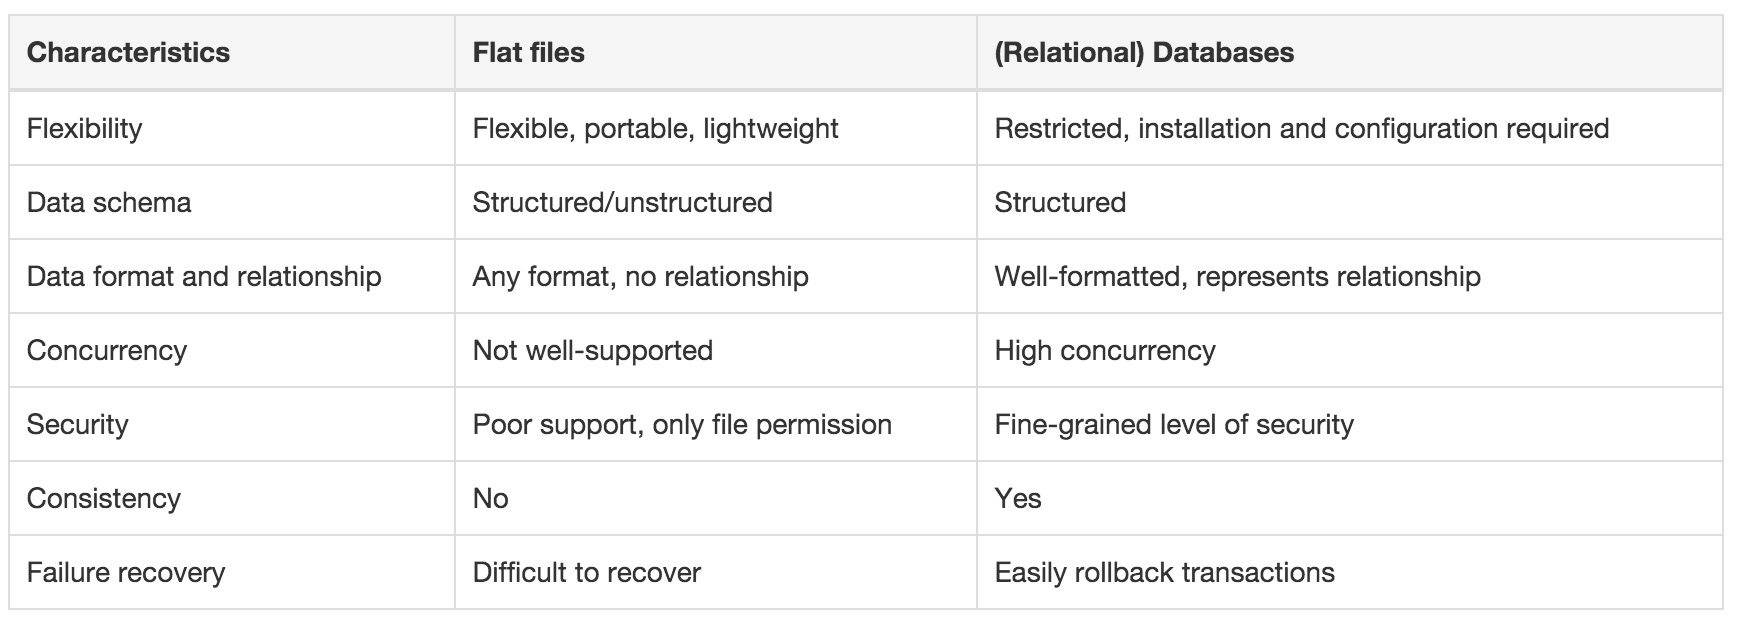 Characteristics Flat files (Relational) Databases
Flexibility Flexible, portable, lightweight Restricted, installation and configuration required
Data schema Structured/unstructured Structured
Data format and relationship Any format, no relationship Well-formatted, represents relationship
Concurrency Not well-supported High concurrency
Security Poor support, only file permission Fine-grained level of security
Consistency No Yes
Failure recovery Difficult to recover Easily rollback transactions